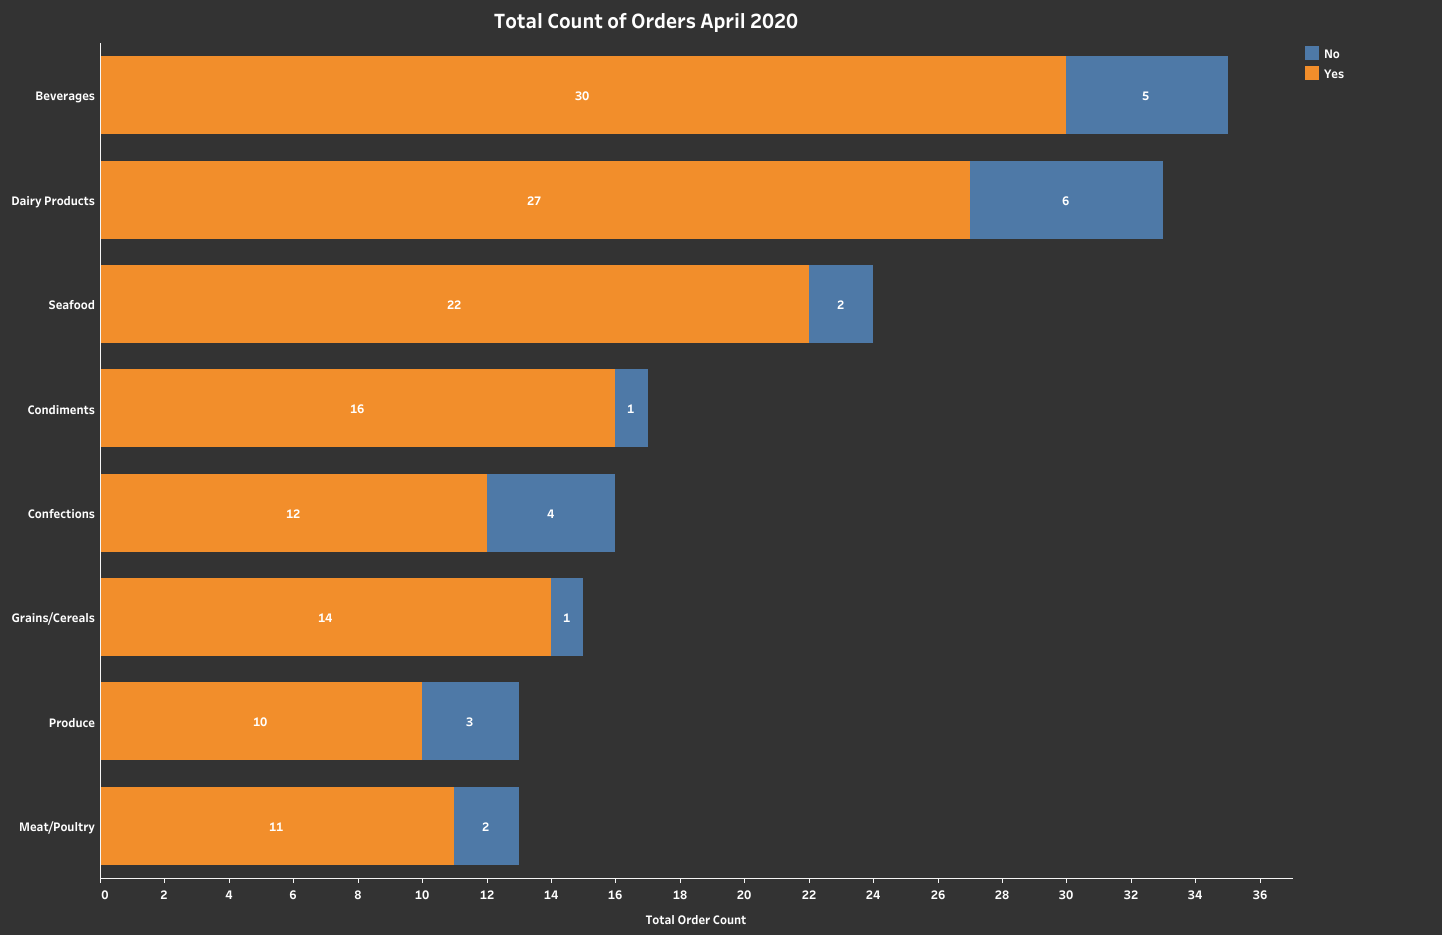 Total Count of Orders April 2020
No
Yes
Beverages 30 5
Dairy Products 27 6
Seafood 22 2
Condiments 16 1
Confections 12 4
Grains/Cereals 14 1
Produce 10 3
Meat/Poultry 11 2
0 2 4 6 8 10 12 14 16 18 20 22 24 26 28 30 32 34 36
Total Order Count